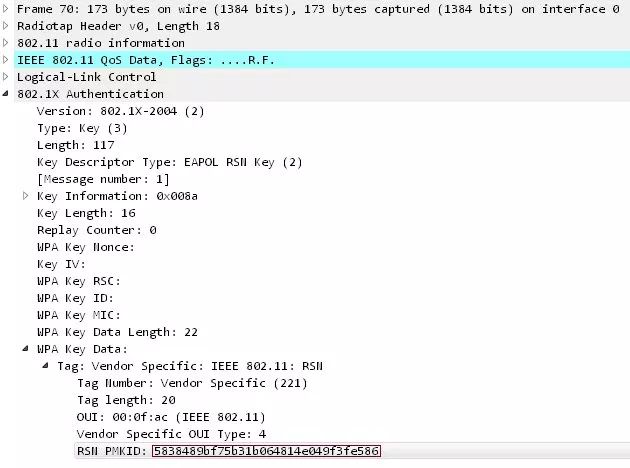 Frame 70: 173 bytes on wire (1384 bits), 173 bytes captured (1384 bits) on interface 0
Radiotap Header v0, Length 18
802.11 radio information
IEEE 802.11 QoS Data, Flags: ....R.F.
Logical-Link Control
802.1X Authentication
Version: 802.1X-2004 (2)
Type: Key (3)
Length: 117
Key Descriptor Type: EAPOL RSN Key (2)
[Message number: 1]
Key Information: 0x008a
Key Length: 16
Replay Counter: 0
WPA Key Nonce:
Key IV:
WPA Key RSC:
WPA Key ID:
WPA Key MIC:
WPA Key Data Length: 22
WPA Key Data:
Tag: Vendor Specific: IEEE 802.11: RSN
Tag Number: Vendor Specific (221)
Tag length: 20
OUI: 00:0f:ac (IEEE 802.11)
Vendor Specific OUI Type: 4
RSN PMKID: 5838489bf75b31b064814e049f3fe586